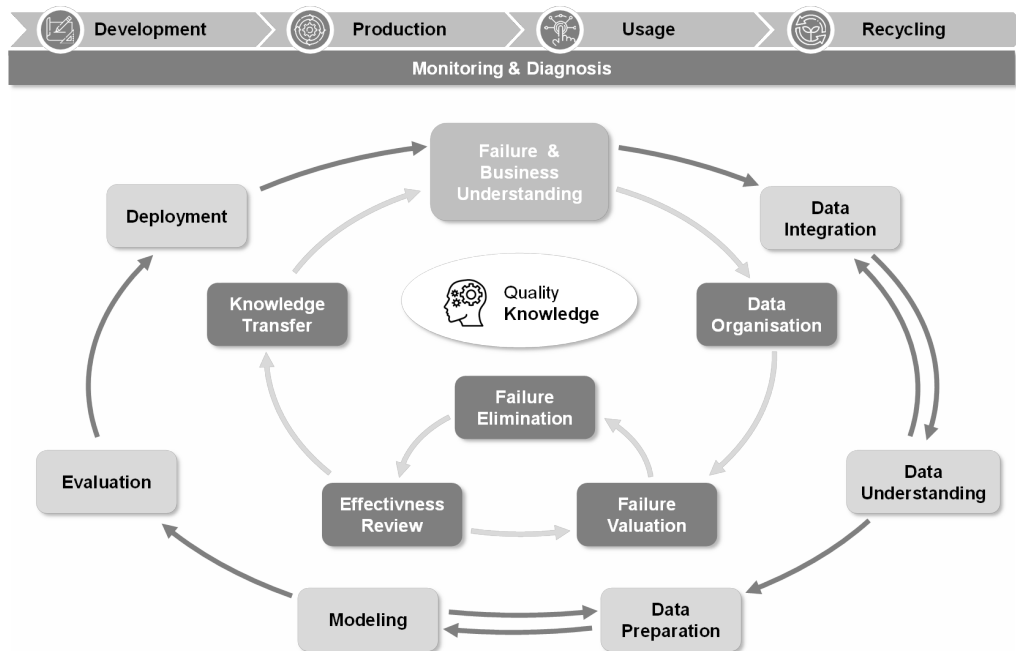 Development
Production
Usage
Recycling
Monitoring & Diagnosis
Failure &
Business
Understanding
Deployment
Data
Integration
Knowledge
Transfer
Quality
Knowledge
Data
Organisation
Failure
Elimination
Evaluation
Data
Understanding
Effectivness
Review
Failure
Valuation
Modeling
Data
Preparation